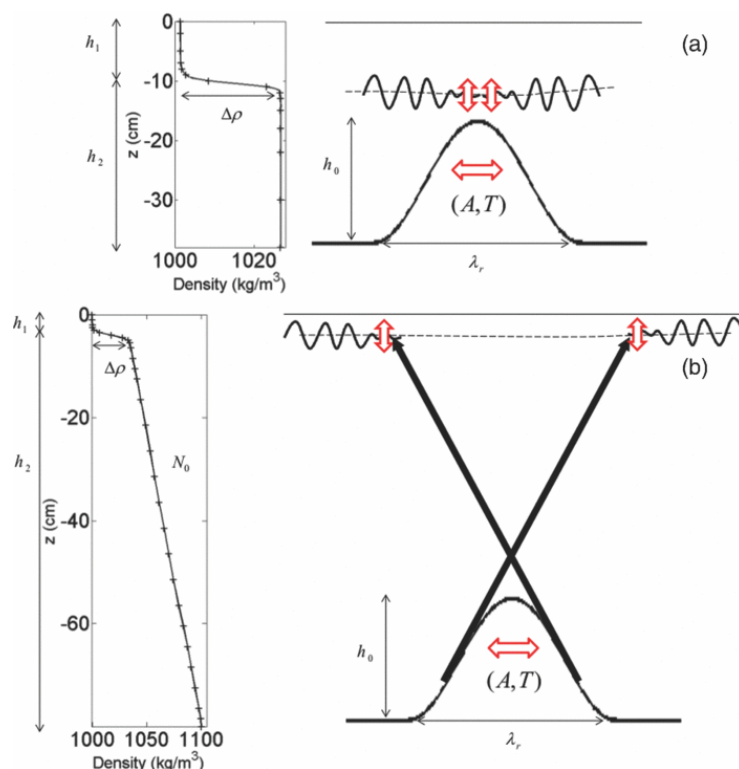 0
-10
-20
-30
1000 1020
Density (kg/m³)
z (cm)
h₁
h₂
Δρ
(a)
h₀
(A,T)
λᵣ
0
-20
-40
-60
1000 1050 1100
Density (kg/m³)
z (cm)
h₁
h₂
Δρ
N₀
(b)
h₀
(A,T)
λᵣ